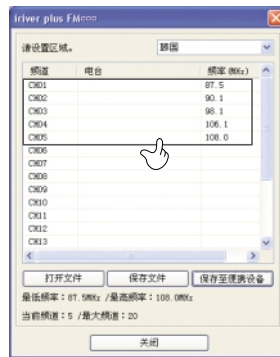 iriver plus FM○○○
请设置区域。 韩国
频道 电台 频率(MHz)
CH01 87.5
CH02 90.1
CH03 98.1
CH04 106.1
CH05 108.0
CH06
CH07
CH08
CH09
CH10
CH11
CH12
CH13
打开文件 保存文件 保存至便携设备
最低频率：87.5MHz /最高频率：108.0MHz
当前频道：5 /最大频道：20
关闭